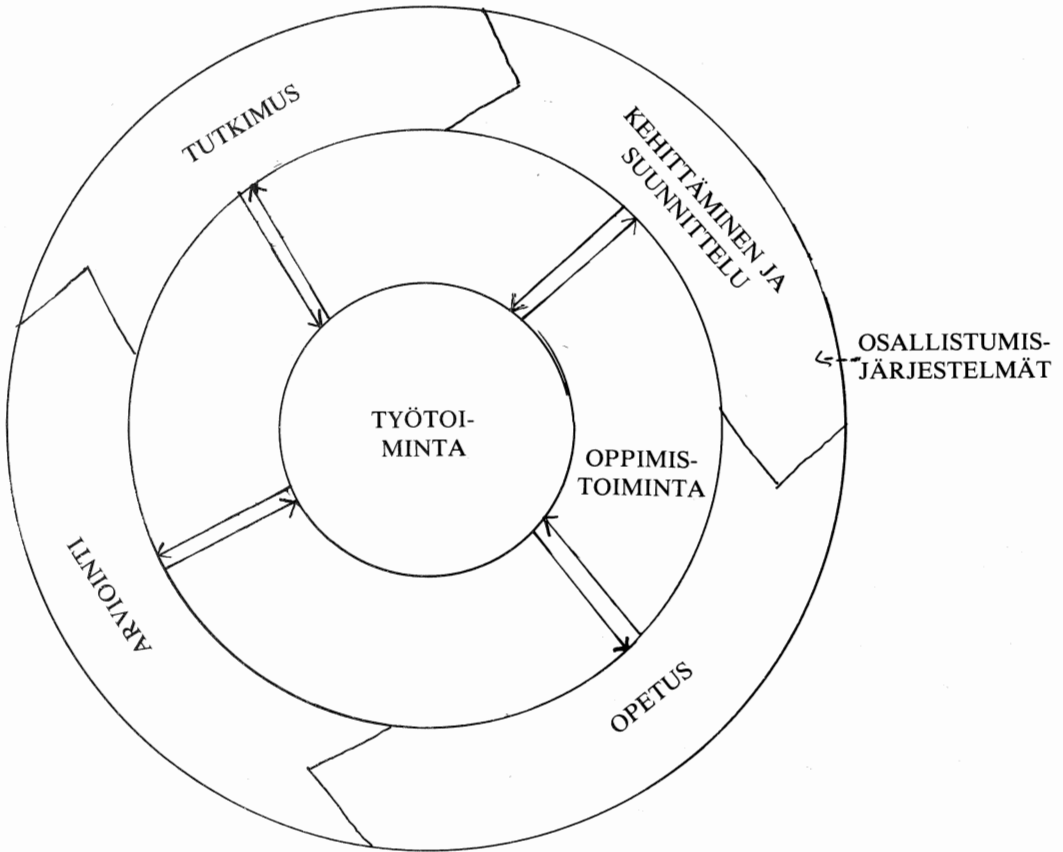 TUTKIMUS
KEHITTÄMINEN JA
SUUNNITTELU
OSALLISTUMIS-
JÄRJESTELMÄT
TYÖTOI-
MINTA
OPPIMIS-
TOIMINTA
ARVIOINTI
OPETUS